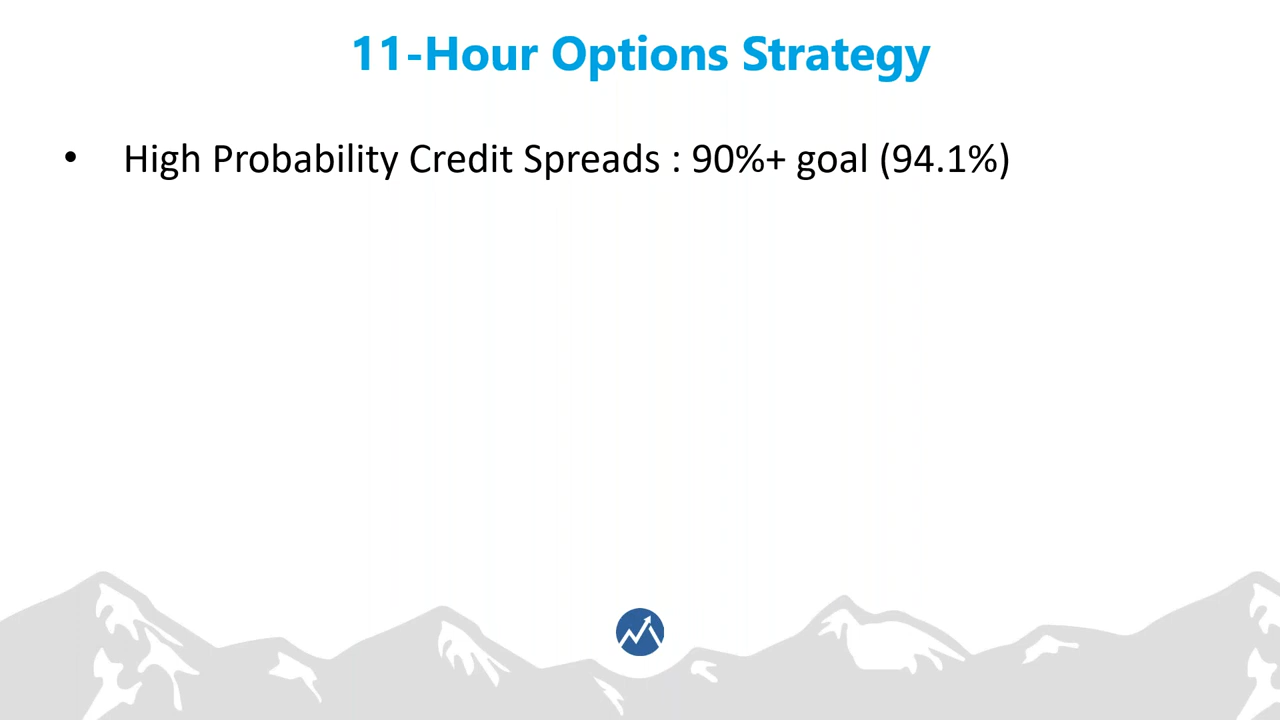 11-Hour Options Strategy
• High Probability Credit Spreads : 90%+ goal (94.1%)